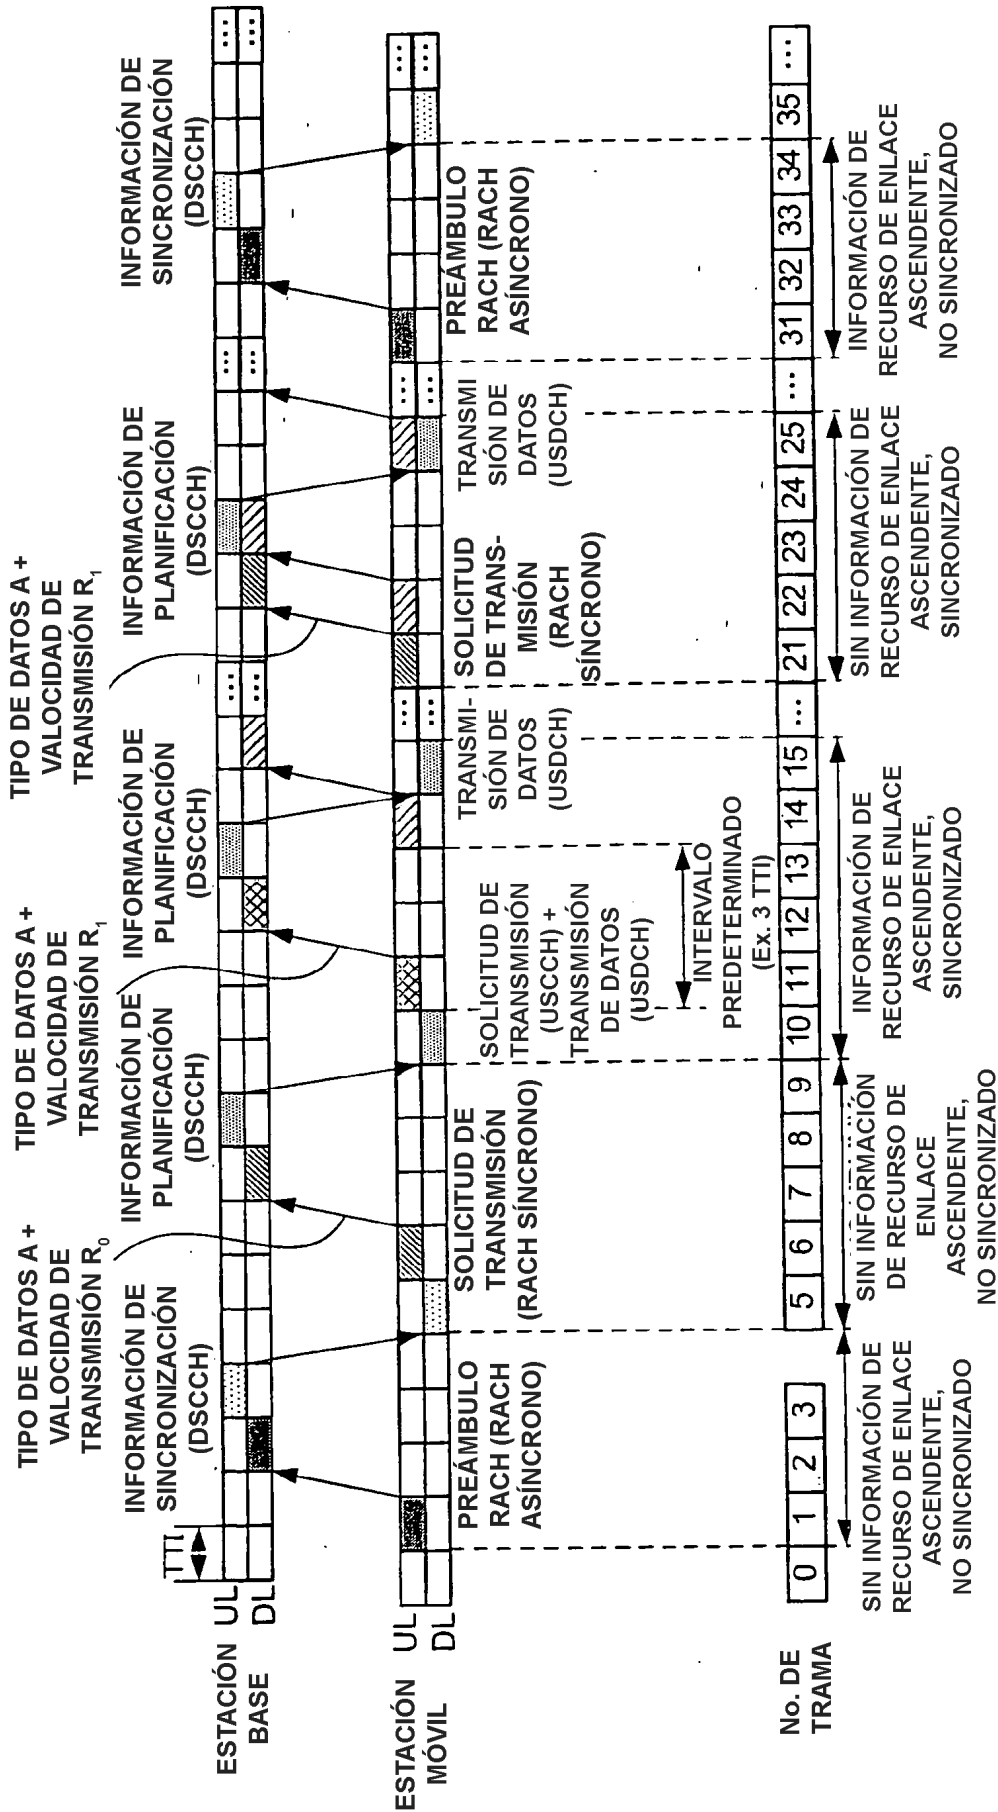 TIPO DE DATOS A +
VELOCIDAD DE
TRANSMISIÓN R0
TIPO DE DATOS A +
VALOCIDAD DE
TRANSMISIÓN R1
TIPO DE DATOS A +
VALOCIDAD DE
TRANSMISIÓN R1
INFORMACIÓN DE
SINCRONIZACIÓN
(DSCCH)
INFORMACIÓN DE
PLANIFICACIÓN
(DSCCH)
INFORMACIÓN DE
PLANIFICACIÓN
(DSCCH)
INFORMACIÓN DE
PLANIFICACIÓN
(DSCCH)
INFORMACIÓN DE
SINCRONIZACIÓN
(DSCCH)
TTI
ESTACIÓN
BASE
UL
DL
... ... ...
... ... ...
ESTACIÓN
MÓVIL
UL
DL
... ... ...
... ... ...
PREÁMBULO
RACH (RACH
ASÍNCRONO)
SOLICITUD DE
TRANSMISIÓN
(RACH SÍNCRONO)
SOLICITUD DE
TRANSMISIÓN
(USCCH) +
TRANSMISIÓN
DE DATOS
(USDCH)
INTERVALO
PREDETERMINADO
(Ex. 3 TTI)
TRANSMI-
SIÓN DE
DATOS
(USDCH)
SOLICITUD
DE TRANS-
MISIÓN
(RACH
SÍNCRONO)
TRANSMI
SIÓN DE
DATOS
(USDCH)
PREÁMBULO
RACH (RACH
ASÍNCRONO)
No. DE
TRAMA
0 1 2 3 5 6 7 8 9 10 11 12 13 14 15 ... 21 22 23 24 25 ... 31 32 33 34 35 ...
SIN INFORMACIÓN DE
RECURSO DE ENLACE
ASCENDENTE,
NO SINCRONIZADO
SIN INFORMACIÓN
DE RECURSO DE
ENLACE
ASCENDENTE,
NO SINCRONIZADO
INFORMACIÓN DE
RECURSO DE ENLACE
ASCENDENTE,
SINCRONIZADO
SIN INFORMACIÓN DE
RECURSO DE ENLACE
ASCENDENTE,
SINCRONIZADO
INFORMACIÓN DE
RECURSO DE ENLACE
ASCENDENTE,
NO SINCRONIZADO